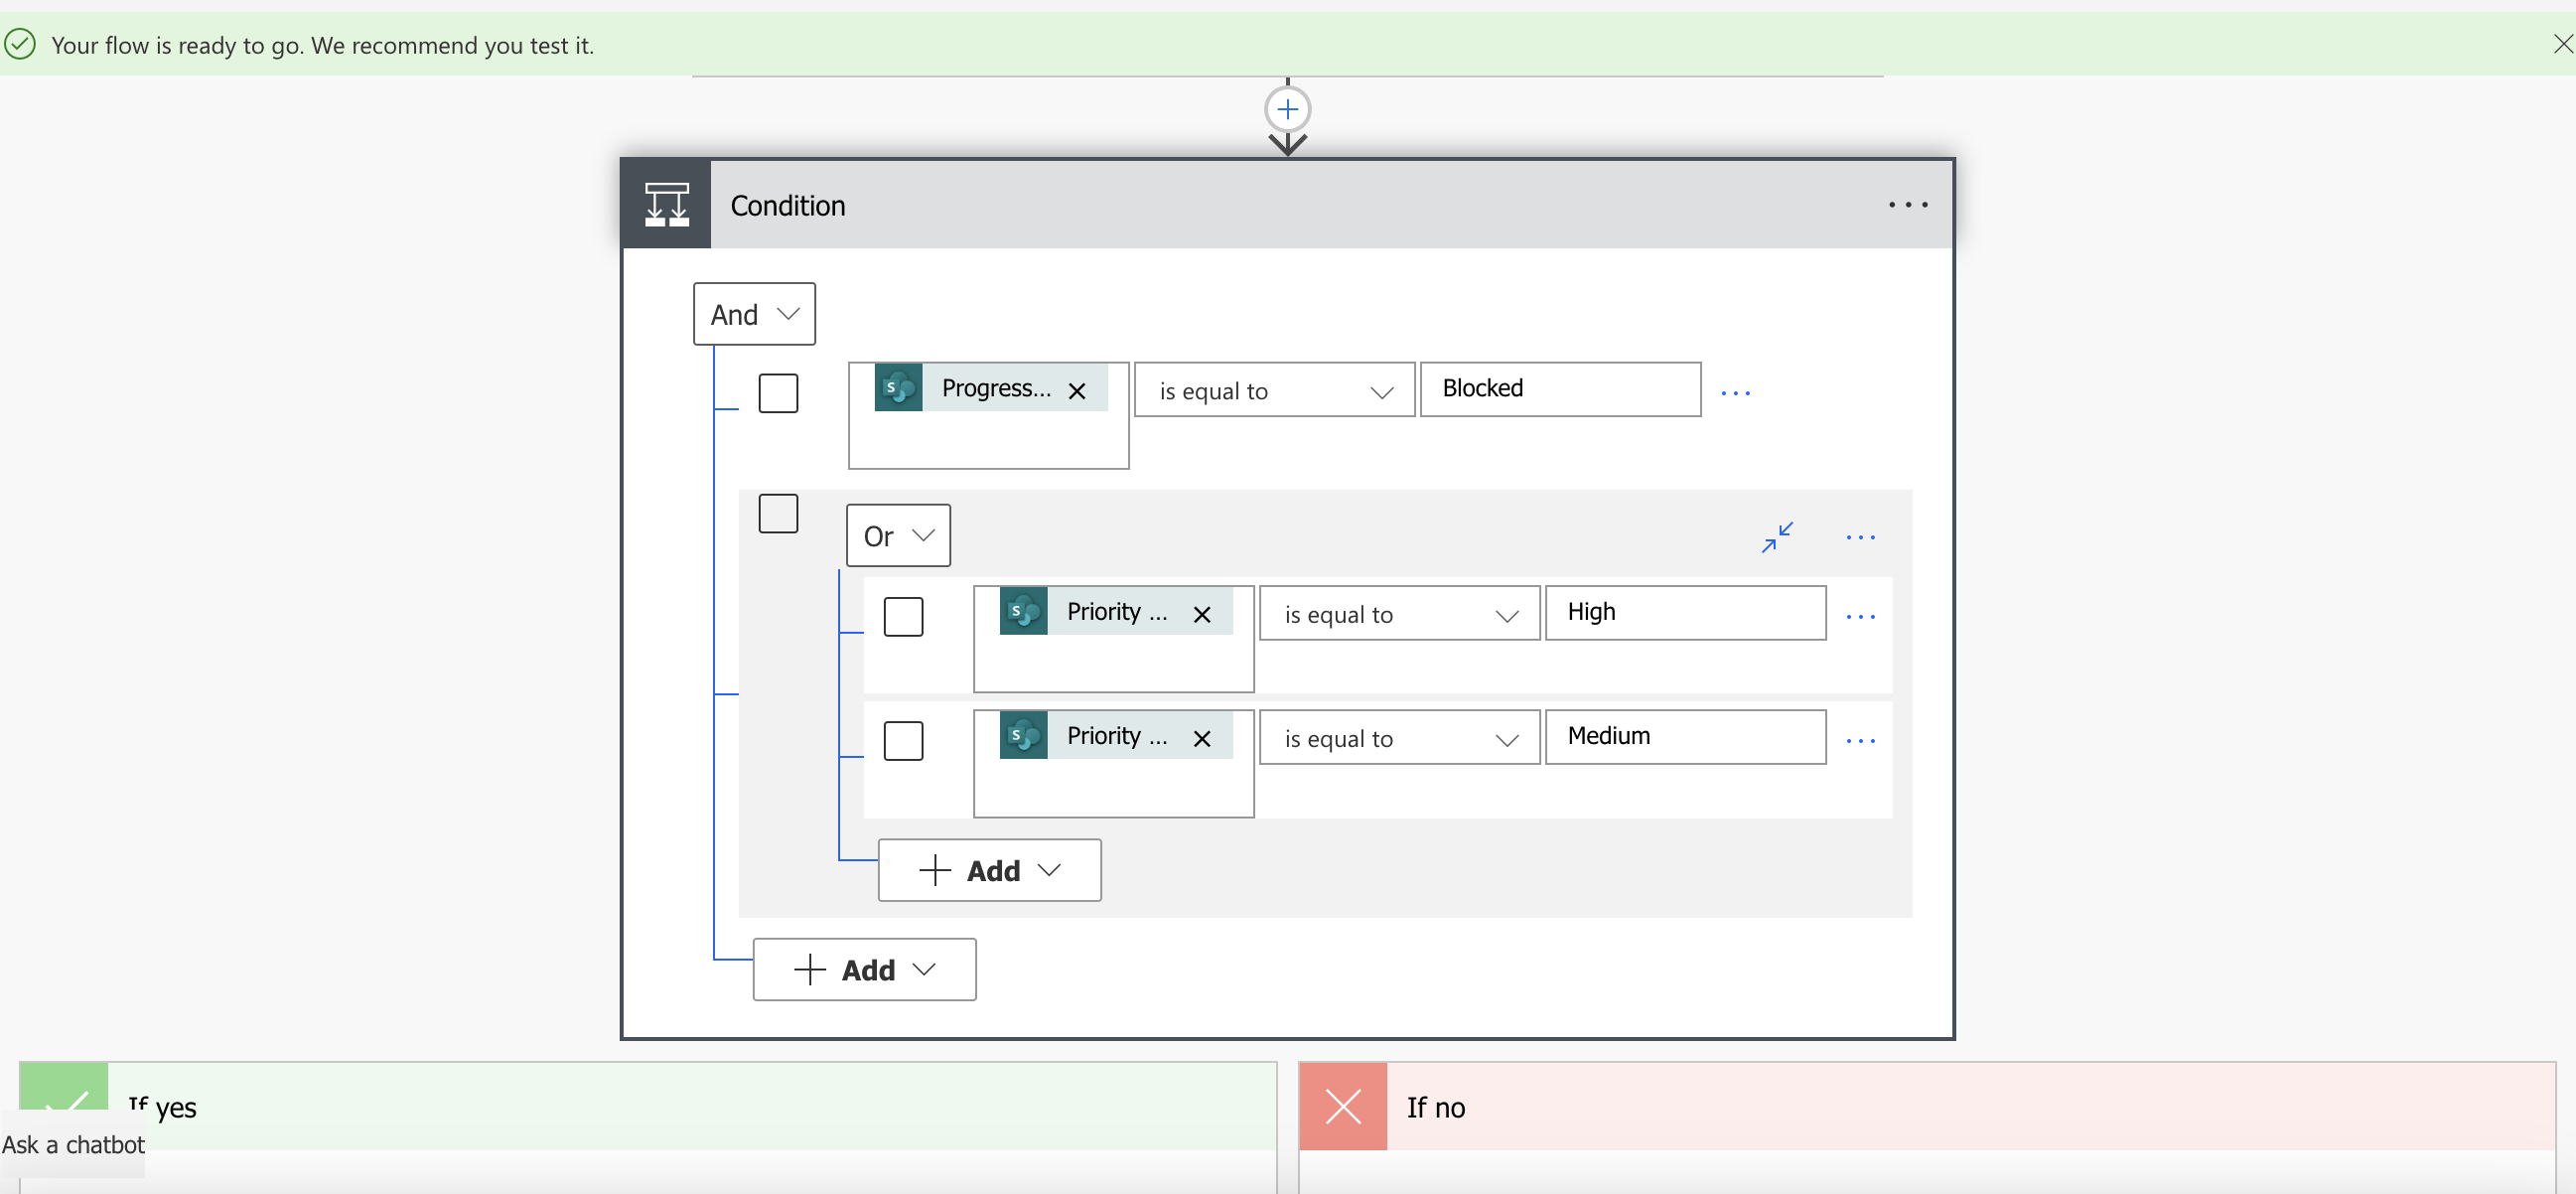 Your flow is ready to go. We recommend you test it.
Condition
And
Progress... is equal to Blocked
Or
Priority ... is equal to High
Priority ... is equal to Medium
Add
Add
If yes
If no
Ask a chatbot